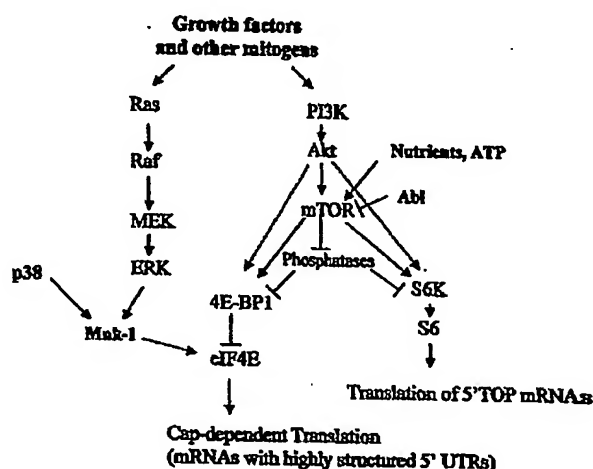 Growth factors
and other mitogens
Ras
PI3K
Raf
Akt
Nutrients, ATP
mTOR
Abl
MEK
Phosphatases
ERK
p38
4E-BP1
S6K
Mnk-1
S6
eIF4E
Translation of 5'TOP mRNAs
Cap-dependent Translation
(mRNAs with highly structured 5' UTRs)